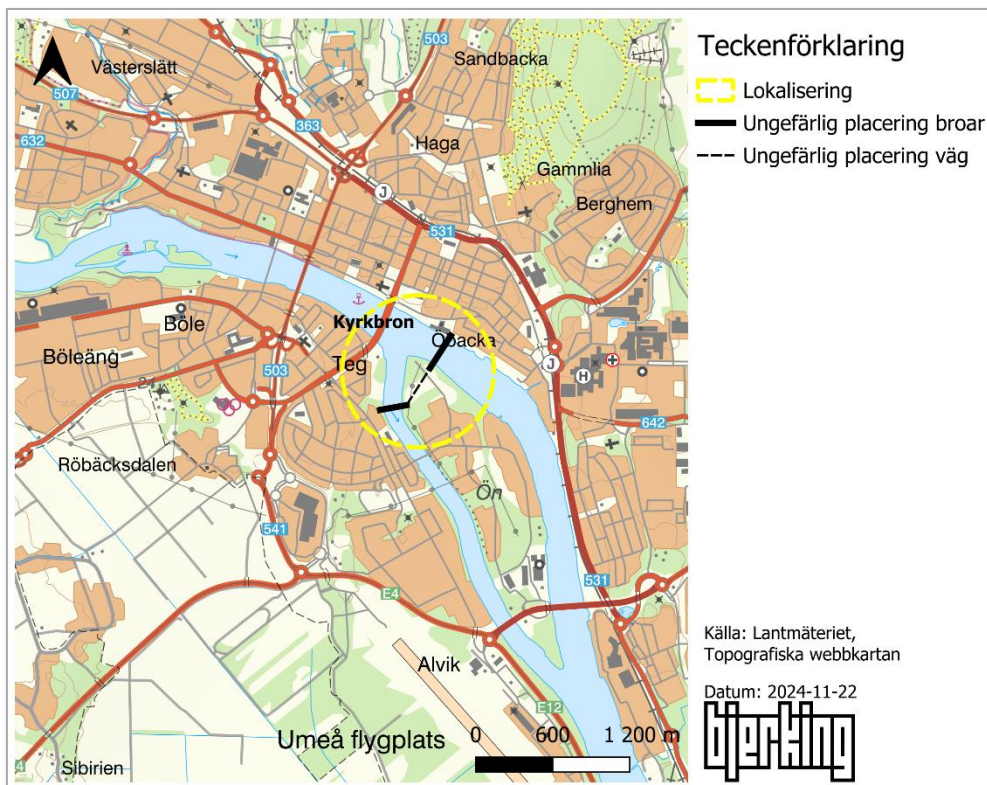 Teckenförklaring
Lokalisering
Ungefärlig placering broar
Ungefärlig placering väg
503
Sandbacka
Västerslätt
507
363
632
Haga
Gammlia
J
Berghem
531
Kyrkbron
Öbacka
Böle
Böleäng
Teg
503
J
H
642
Röbäcksdalen
Ön
541
531
E4
Alvik
E12
Umeå flygplats
0 600 1 200 m
Sibirien
Källa: Lantmäteriet,
Topografiska webbkartan
Datum: 2024-11-22
bjerking